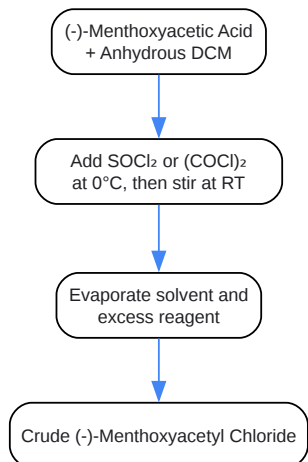 (-)-Menthoxyacetic Acid
+ Anhydrous DCM
Add SOCl₂ or (COCl)₂
at 0°C, then stir at RT
Evaporate solvent and
excess reagent
Crude (-)-Menthoxyacetyl Chloride